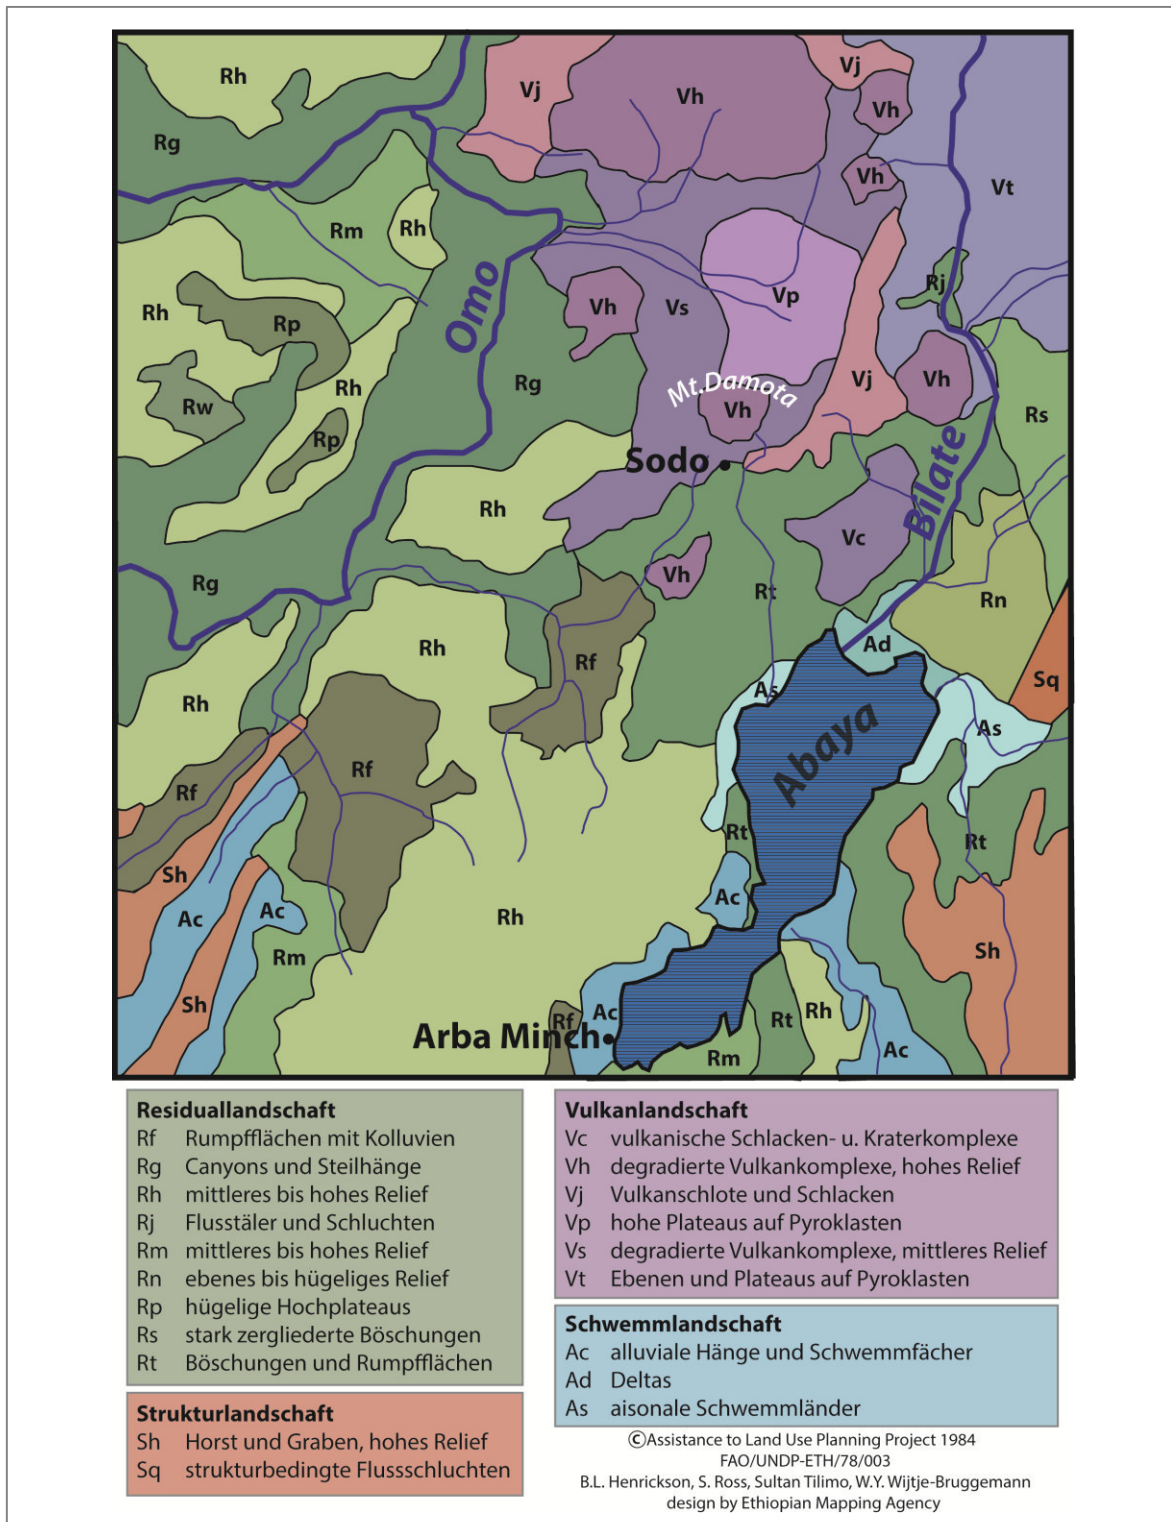 Rh
Vj
Vh
Vj
Vh
Rg
Vh
Vt
Rm
Rh
Omo
Rj
Vh
Vs
Vp
Rh
Rp
Rg
Mt.Damota
Vj
Vh
Rh
Vh
Rw
Rs
Rp
Sodo
Bilate
Rh
Vc
Rg
Vh
Rt
Rn
Rh
Ad
Rf
Sq
As
Rh
As
Abaya
Rf
Rf
Rt
Rt
Sh
Ac
Ac
Ac
Rh
Rm
Sh
Sh
Rf
Ac
Rt
Rh
Arba Minch
Rm
Ac
Residuallandschaft
Rf Rumpfflächen mit Kolluvien
Rg Canyons und Steilhänge
Rh mittleres bis hohes Relief
Rj Flusstäler und Schluchten
Rm mittleres bis hohes Relief
Rn ebenes bis hügeliges Relief
Rp hügelige Hochplateaus
Rs stark zergliederte Böschungen
Rt Böschungen und Rumpfflächen
Strukturlandschaft
Sh Horst und Graben, hohes Relief
Sq strukturbedingte Flussschluchten
Vulkanlandschaft
Vc vulkanische Schlacken- u. Kraterkomplexe
Vh degradierte Vulkankomplexe, hohes Relief
Vj Vulkanschlote und Schlacken
Vp hohe Plateaus auf Pyroklasten
Vs degradierte Vulkankomplexe, mittleres Relief
Vt Ebenen und Plateaus auf Pyroklasten
Schwemmlandschaft
Ac alluviale Hänge und Schwemmfächer
Ad Deltas
As aisonale Schwemmländer
©Assistance to Land Use Planning Project 1984
FAO/UNDP-ETH/78/003
B.L. Henrickson, S. Ross, Sultan Tilimo, W.Y. Wijtje-Bruggemann
design by Ethiopian Mapping Agency